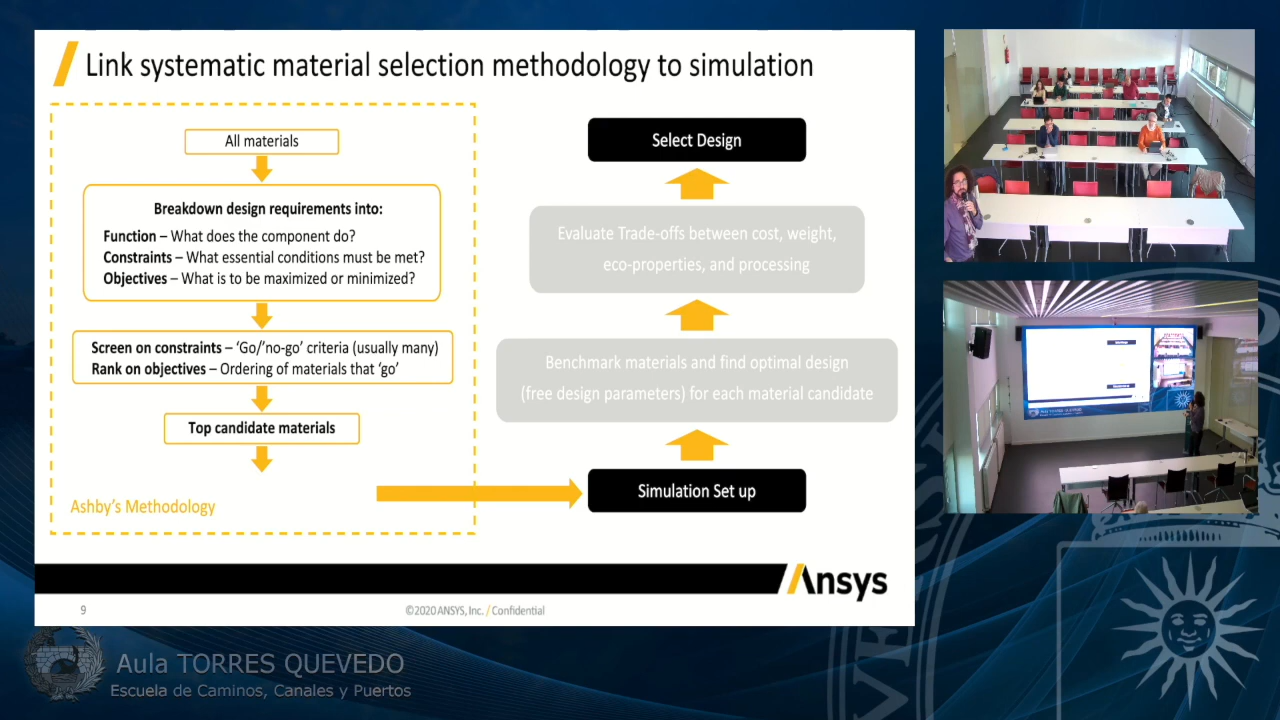 Link systematic material selection methodology to simulation
All materials
Breakdown design requirements into:
Function – What does the component do?
Constraints – What essential conditions must be met?
Objectives – What is to be maximized or minimized?
Screen on constraints – ‘Go/’no-go’ criteria (usually many)
Rank on objectives – Ordering of materials that ‘go’
Top candidate materials
Ashby’s Methodology
Select Design
Evaluate Trade-offs between cost, weight,
eco-properties, and processing
Benchmark materials and find optimal design
(free design parameters) for each material candidate
Simulation Set up
Ansys
9
©2020 ANSYS, Inc. / Confidential
Aula TORRES QUEVEDO
Escuela de Caminos, Canales y Puertos